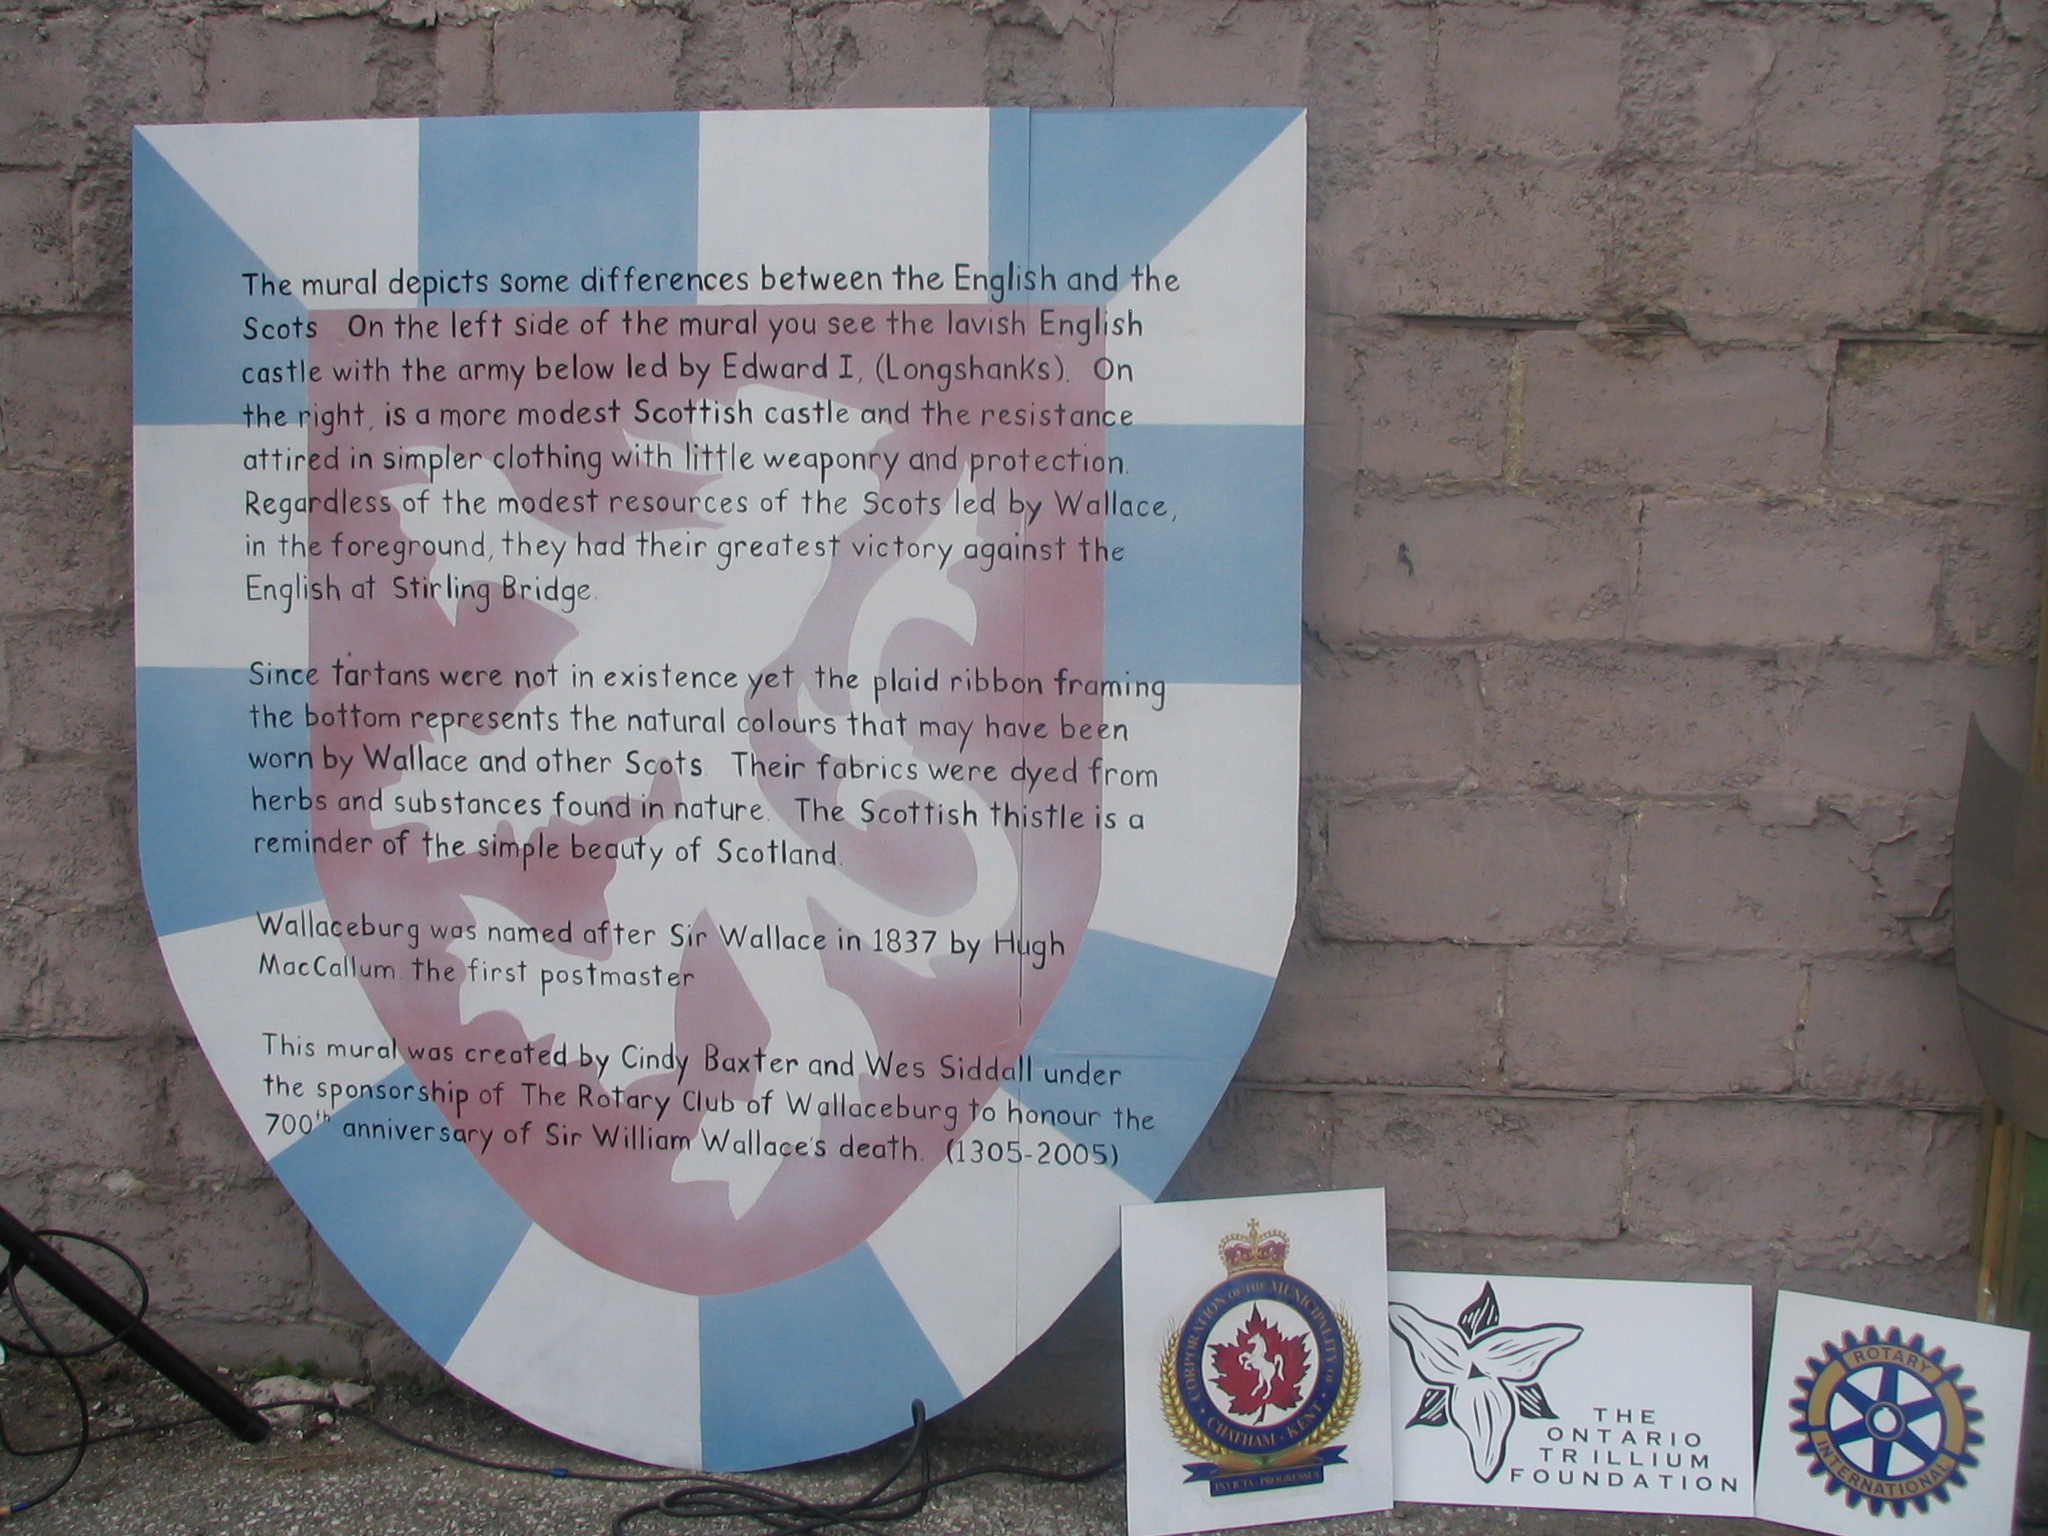 The mural depicts some differences between the English and the
Scots On the left side of the mural you see the lavish English
castle with the army below led by Edward I, (Longshanks). On
the right, is a more modest Scottish castle and the resistance
attired in simpler clothing with little weaponry and protection.
Regardless of the modest resources of the Scots led by Wallace,
in the foreground, they had their greatest victory against the
English at Stirling Bridge.
Since tartans were not in existence yet the plaid ribbon framing
the bottom represents the natural colours that may have been
worn by Wallace and other Scots. Their fabrics were dyed from
herbs and substances found in nature. The Scottish thistle is a
reminder of the simple beauty of Scotland.
Wallaceburg was named after Sir Wallace in 1837 by Hugh
MacCallum the first postmaster
This mural was created by Cindy Baxter and Wes Siddall under
the sponsorship of The Rotary Club of Wallaceburg to honour the
700th anniversary of Sir William Wallace's death. (1305-2005)
CORPORATION OF THE MUNICIPALITY OF
• CHATHAM • KENT •
INVICTA • PROGRESSUS
THE
ONTARIO
TRILLIUM
FOUNDATION
ROTARY
INTERNATIONAL